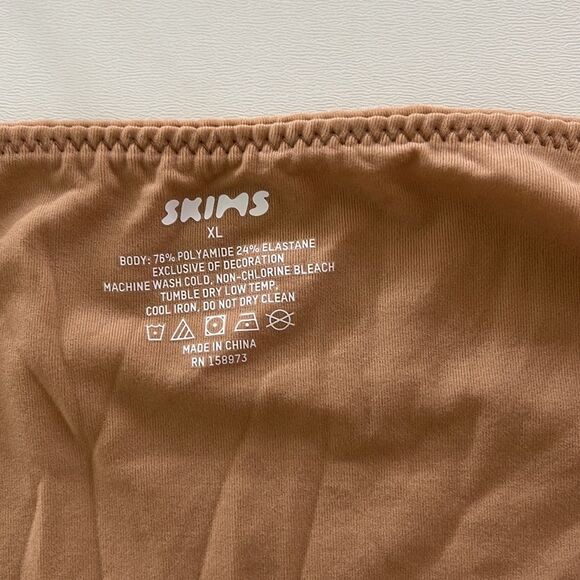 SKIMS
XL
BODY: 76% POLYAMIDE 24% ELASTANE
EXCLUSIVE OF DECORATION
MACHINE WASH COLD, NON-CHLORINE BLEACH
TUMBLE DRY LOW TEMP,
COOL IRON, DO NOT DRY CLEAN
MADE IN CHINA
RN 158973